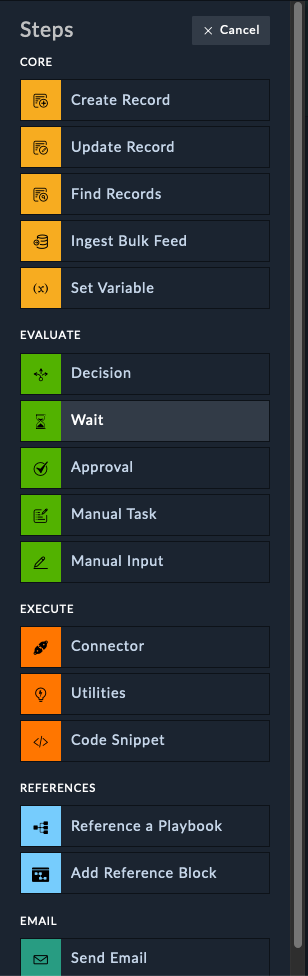 Steps
× Cancel
CORE
Create Record
Update Record
Find Records
Ingest Bulk Feed
(x) Set Variable
EVALUATE
Decision
Wait
Approval
Manual Task
Manual Input
EXECUTE
Connector
Utilities
</> Code Snippet
REFERENCES
Reference a Playbook
Add Reference Block
EMAIL
Send Email